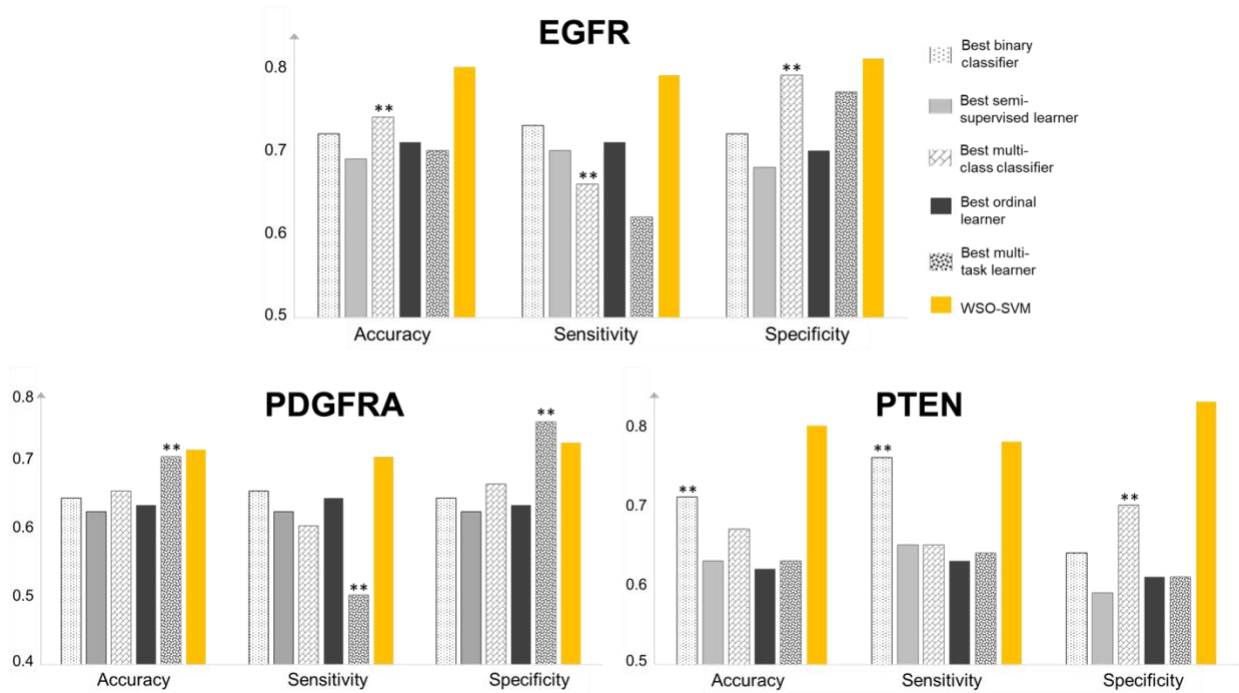 EGFR
0.8
0.7
0.6
0.5
**
**
**
Accuracy
Sensitivity
Specificity
Best binary
classifier
Best semi-
supervised learner
Best multi-
class classifier
Best ordinal
learner
Best multi-
task learner
WSO-SVM
PDGFRA
0.8
0.7
0.6
0.5
0.4
**
**
**
Accuracy
Sensitivity
Specificity
PTEN
0.8
0.7
0.6
0.5
**
**
**
Accuracy
Sensitivity
Specificity